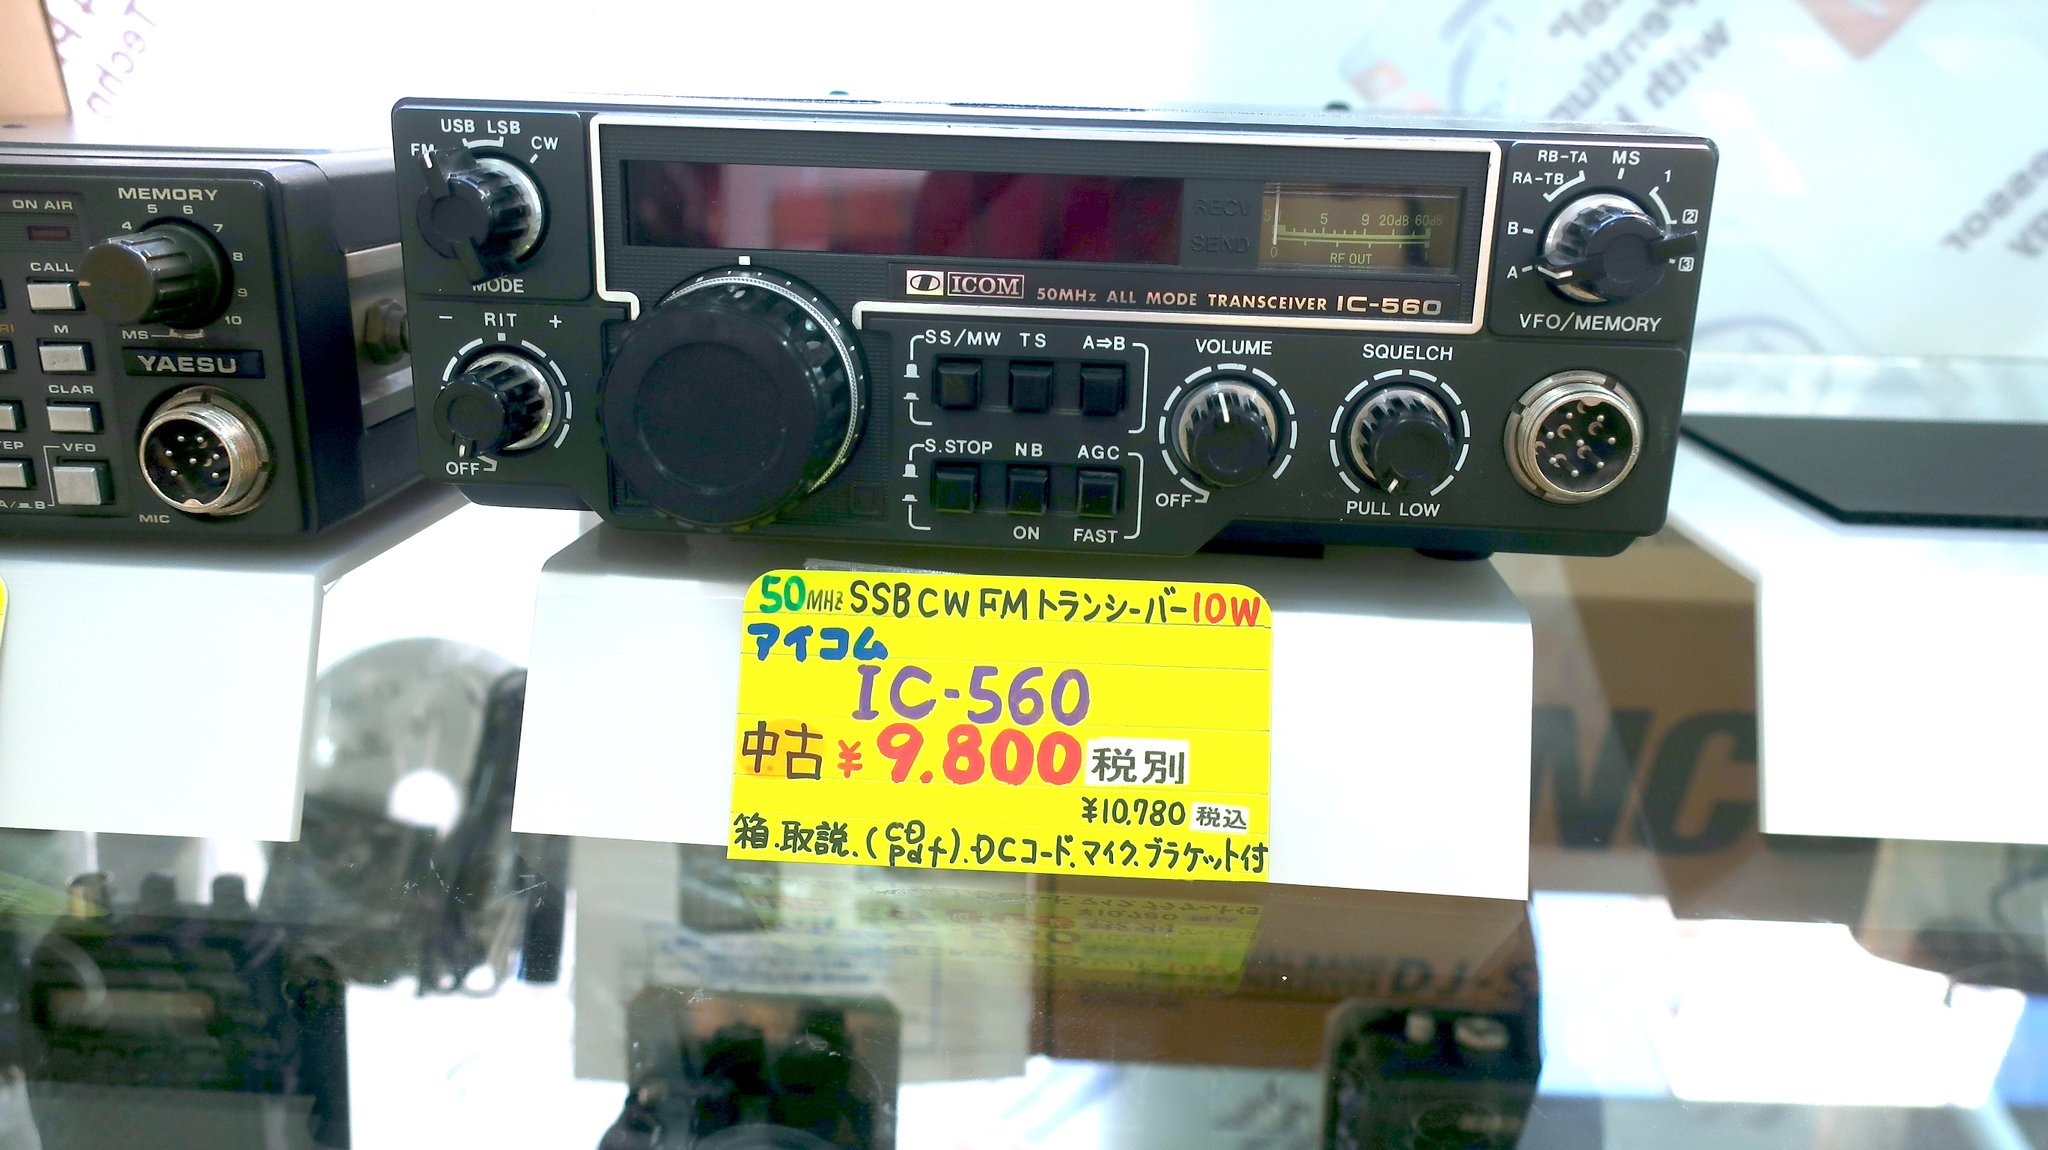 MEMORY
4 5 6 7 8 9 10
MS
ON AIR
CALL
M
YAESU
CLAR
VFO
MIC
FM USB LSB CW
MODE
- RIT +
OFF
RECV
SEND
S 1 5 9 20dB 60dB
0
RF OUT
ICOM 50MHz ALL MODE TRANSCEIVER IC-560
SS/MW TS A⇒B
S.STOP NB AGC
ON FAST
VOLUME
OFF
SQUELCH
PULL LOW
RB-TA MS 1
RA-TB 2
B 3
A
VFO/MEMORY
50MHz SSB CW FM トランシーバー 10W
アイコム
IC-560
中古 ¥9.800 税別
¥10.780 税込
箱.取説.(CD pdf).DCコード.マイク.ブラケット付
NC
DJ-S